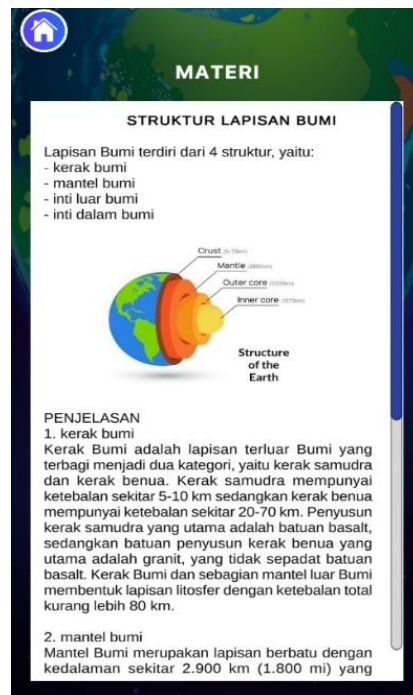 MATERI
STRUKTUR LAPISAN BUMI
Lapisan Bumi terdiri dari 4 struktur, yaitu:
- kerak bumi
- mantel bumi
- inti luar bumi
- inti dalam bumi
Crust
Mantle
Outer core
Inner core
Structure
of the
Earth
PENJELASAN
1. kerak bumi
Kerak Bumi adalah lapisan terluar Bumi yang
terbagi menjadi dua kategori, yaitu kerak samudra
dan kerak benua. Kerak samudra mempunyai
ketebalan sekitar 5-10 km sedangkan kerak benua
mempunyai ketebalan sekitar 20-70 km. Penyusun
kerak samudra yang utama adalah batuan basalt,
sedangkan batuan penyusun kerak benua yang
utama adalah granit, yang tidak sepadat batuan
basalt. Kerak Bumi dan sebagian mantel luar Bumi
membentuk lapisan litosfer dengan ketebalan total
kurang lebih 80 km.
2. mantel bumi
Mantel Bumi merupakan lapisan berbatu dengan
kedalaman sekitar 2.900 km (1.800 mi) yang